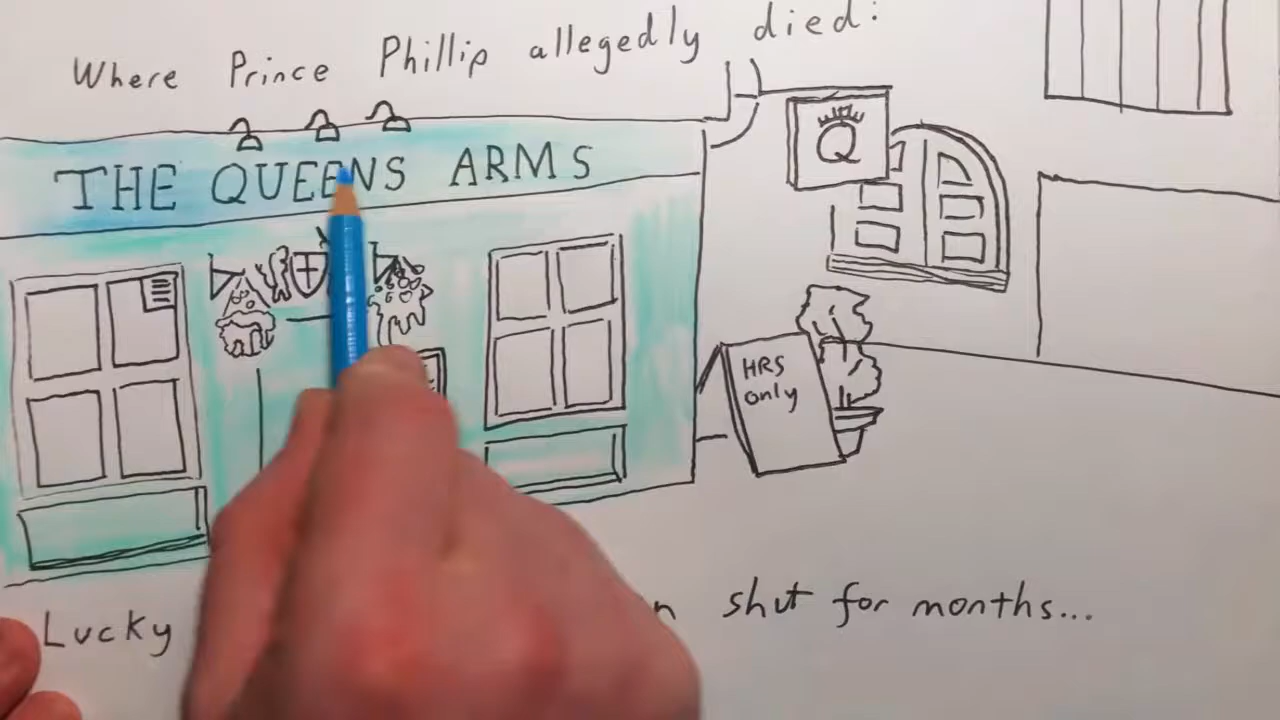 Where Prince Phillip allegedly died:
THE QUEENS ARMS
Q
HRS
only
Lucky
shut for months...